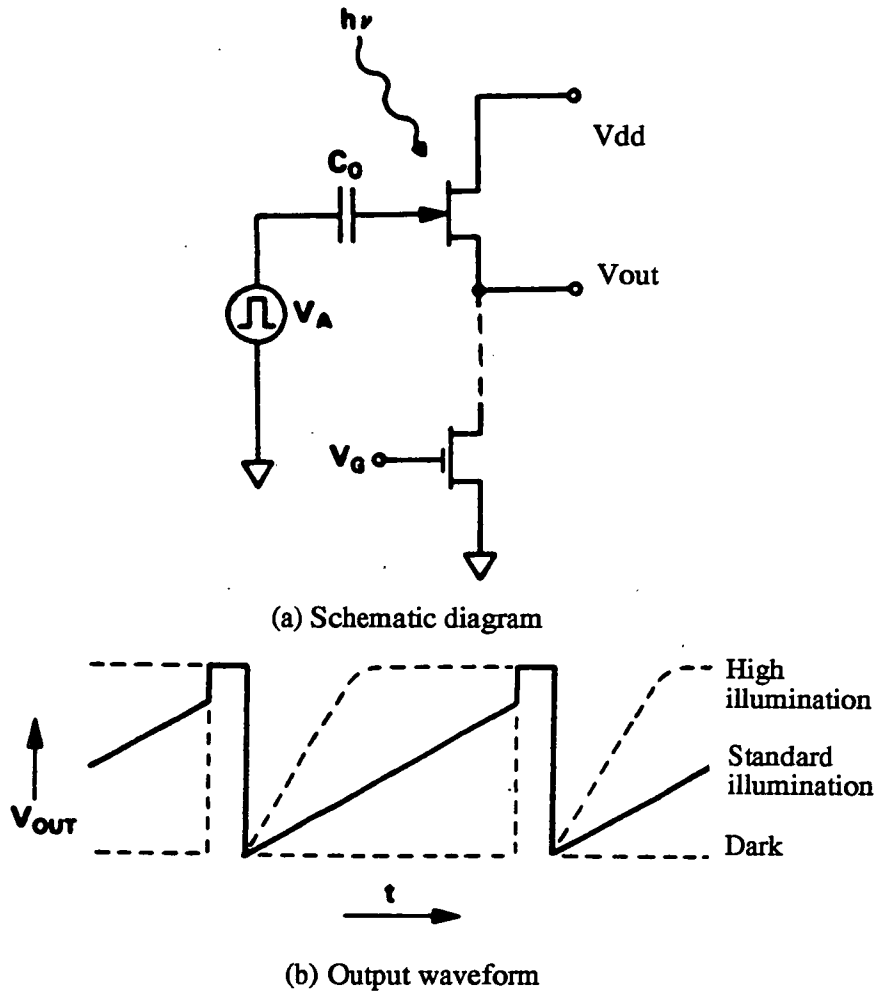 hν
Vdd
C₀
Vout
V_A
V_G
(a) Schematic diagram
High
illumination
Standard
illumination
V_OUT
Dark
t
(b) Output waveform